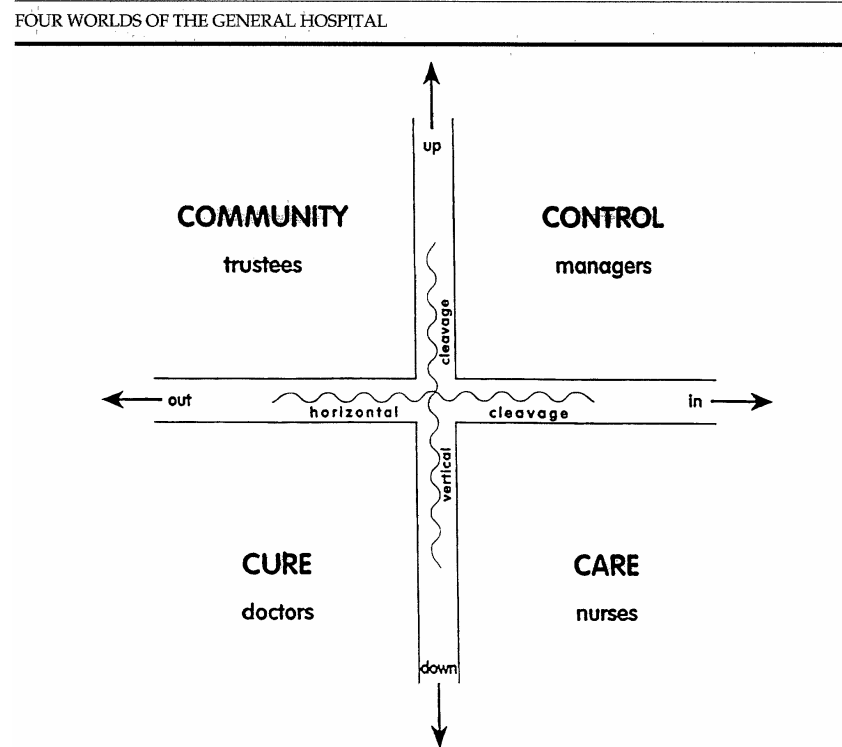 FOUR WORLDS OF THE GENERAL HOSPITAL
up
COMMUNITY
trustees
CONTROL
managers
cleavage
out
horizontal
cleavage
in
vertical
CURE
doctors
CARE
nurses
down